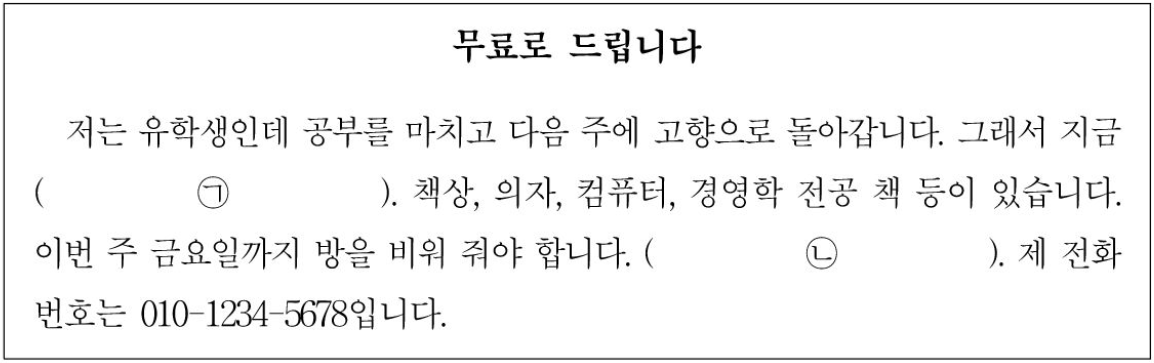 무료로 드립니다
저는 유학생인데 공부를 마치고 다음 주에 고향으로 돌아갑니다. 그래서 지금
( ㉠ ). 책상, 의자, 컴퓨터, 경영학 전공 책 등이 있습니다.
이번 주 금요일까지 방을 비워 줘야 합니다. ( ㉡ ). 제 전화
번호는 010-1234-5678입니다.